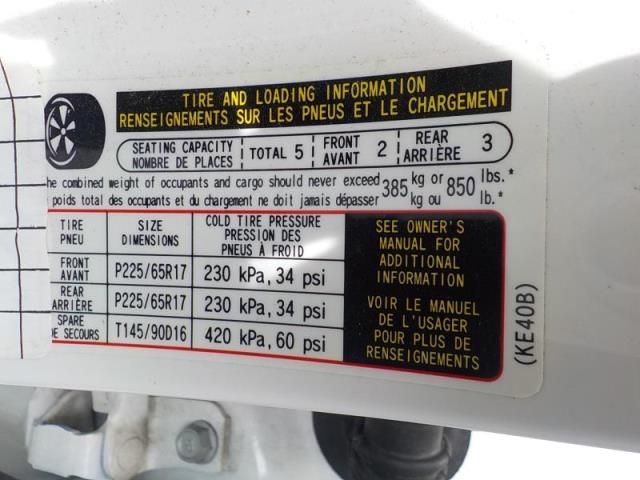 TIRE AND LOADING INFORMATION
RENSEIGNEMENTS SUR LES PNEUS ET LE CHARGEMENT
SEATING CAPACITY
NOMBRE DE PLACES
TOTAL 5
FRONT
AVANT 2
REAR
ARRIÈRE 3
he combined weight of occupants and cargo should never exceed 385 kg or 850 lbs.*
poids total des occupants et du chargement ne doit jamais dépasser kg ou lb.*
TIRE
PNEU
SIZE
DIMENSIONS
COLD TIRE PRESSURE
PRESSION DES
PNEUS À FROID
FRONT
AVANT
P225/65R17
230 kPa, 34 psi
REAR
ARRIÈRE
P225/65R17
230 kPa, 34 psi
SPARE
DE SECOURS
T145/90D16
420 kPa, 60 psi
SEE OWNER'S
MANUAL FOR
ADDITIONAL
INFORMATION
VOIR LE MANUEL
DE L'USAGER
POUR PLUS DE
RENSEIGNEMENTS
(KE40B)